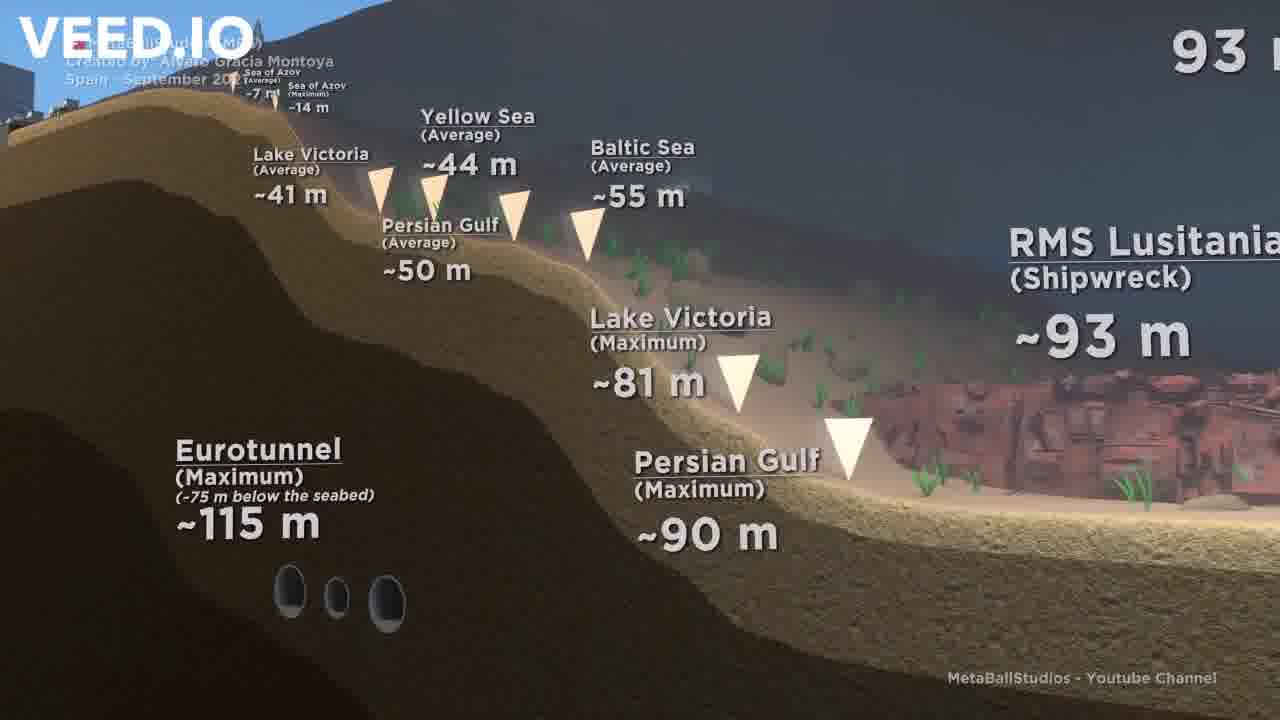 VEED.IO
MetaBallStudios (MBS)
Created by Alvaro Gracia Montoya
Spain - September 202
93
Sea of Azov
(Average)
~7 m
Sea of Azov
(Maximum)
~14 m
Lake Victoria
(Average)
~41 m
Yellow Sea
(Average)
~44 m
Persian Gulf
(Average)
~50 m
Baltic Sea
(Average)
~55 m
RMS Lusitania
(Shipwreck)
~93 m
Lake Victoria
(Maximum)
~81 m
Persian Gulf
(Maximum)
~90 m
Eurotunnel
(Maximum)
(~75 m below the seabed)
~115 m
MetaBallStudios - Youtube Channel